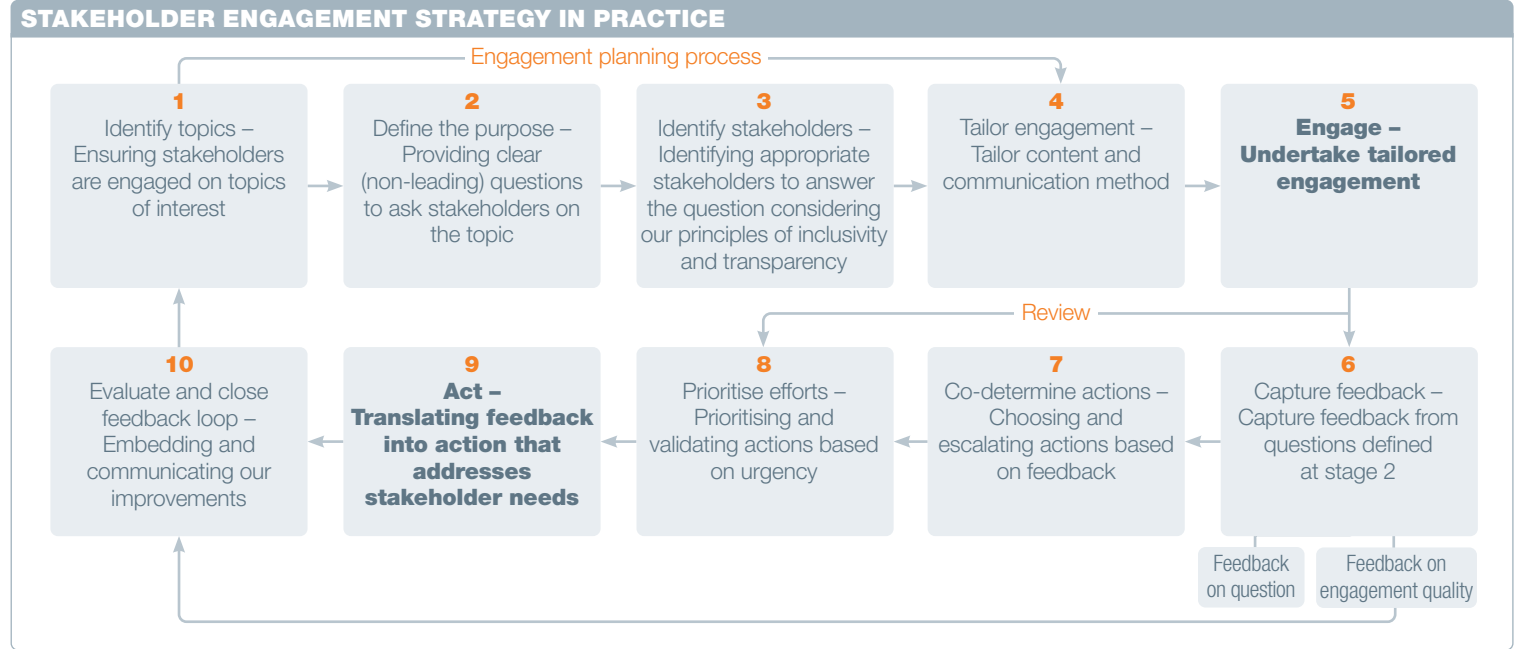 STAKEHOLDER ENGAGEMENT STRATEGY IN PRACTICE
Engagement planning process
1
Identify topics –
Ensuring stakeholders
are engaged on topics
of interest
2
Define the purpose –
Providing clear
(non-leading) questions
to ask stakeholders on
the topic
3
Identify stakeholders –
Identifying appropriate
stakeholders to answer
the question considering
our principles of inclusivity
and transparency
4
Tailor engagement –
Tailor content and
communication method
5
Engage –
Undertake tailored
engagement
Review
6
Capture feedback –
Capture feedback from
questions defined
at stage 2
Feedback
on question
Feedback on
engagement quality
7
Co-determine actions –
Choosing and
escalating actions based
on feedback
8
Prioritise efforts –
Prioritising and
validating actions based
on urgency
9
Act –
Translating feedback
into action that
addresses
stakeholder needs
10
Evaluate and close
feedback loop –
Embedding and
communicating our
improvements